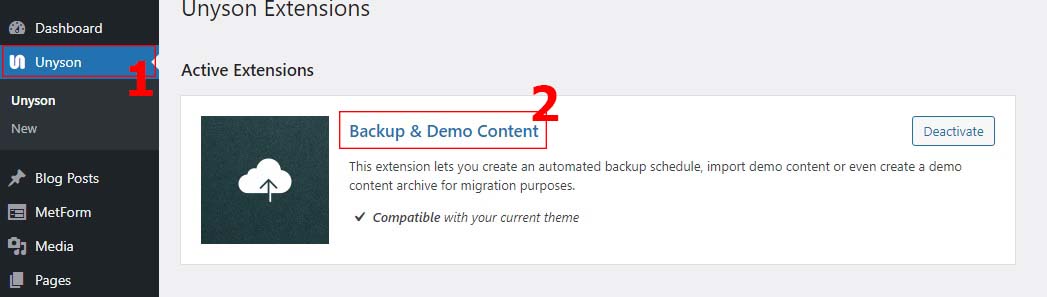 Unyson Extensions
Dashboard
Unyson
1
Unyson
New
Blog Posts
MetForm
Media
Pages
Active Extensions
2
Backup & Demo Content
Deactivate
This extension lets you create an automated backup schedule, import demo content or even create a demo
content archive for migration purposes.
Compatible with your current theme